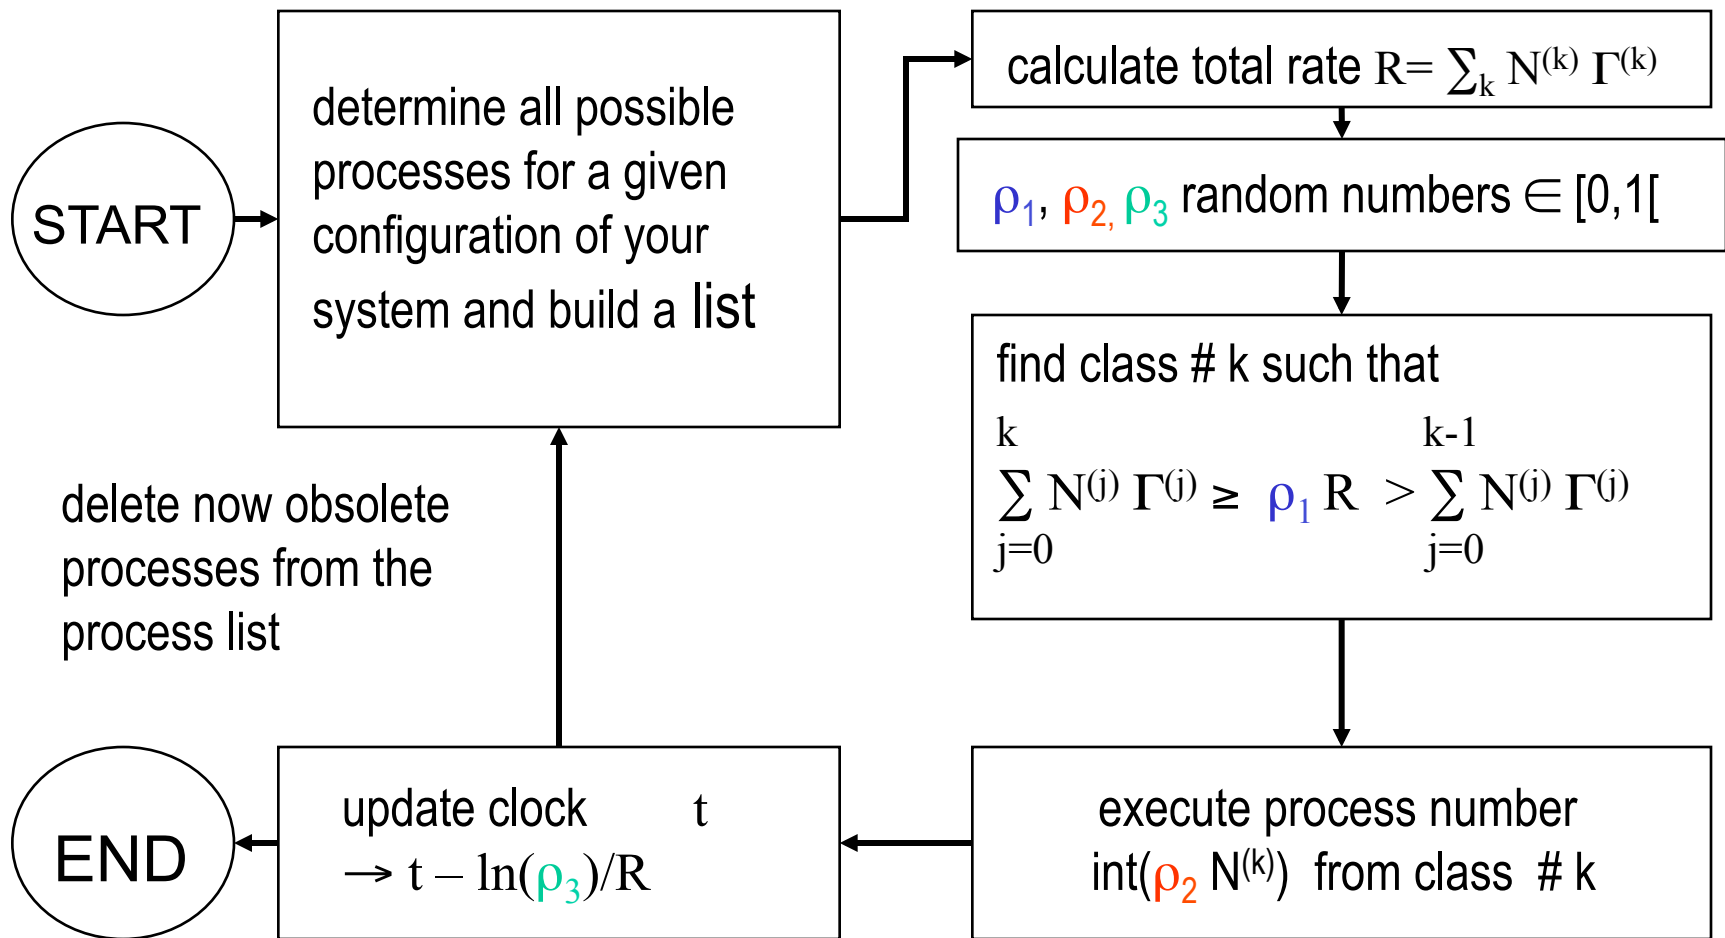 START
determine all possible
processes for a given
configuration of your
system and build a list
calculate total rate R= ∑k N(k) Γ(k)
ρ1, ρ2, ρ3 random numbers ∈ [0,1[
find class # k such that
k k-1
∑ N(j) Γ(j) ≥ ρ1 R > ∑ N(j) Γ(j)
j=0 j=0
execute process number
int(ρ2 N(k)) from class # k
update clock t
→ t – ln(ρ3)/R
delete now obsolete
processes from the
process list
END